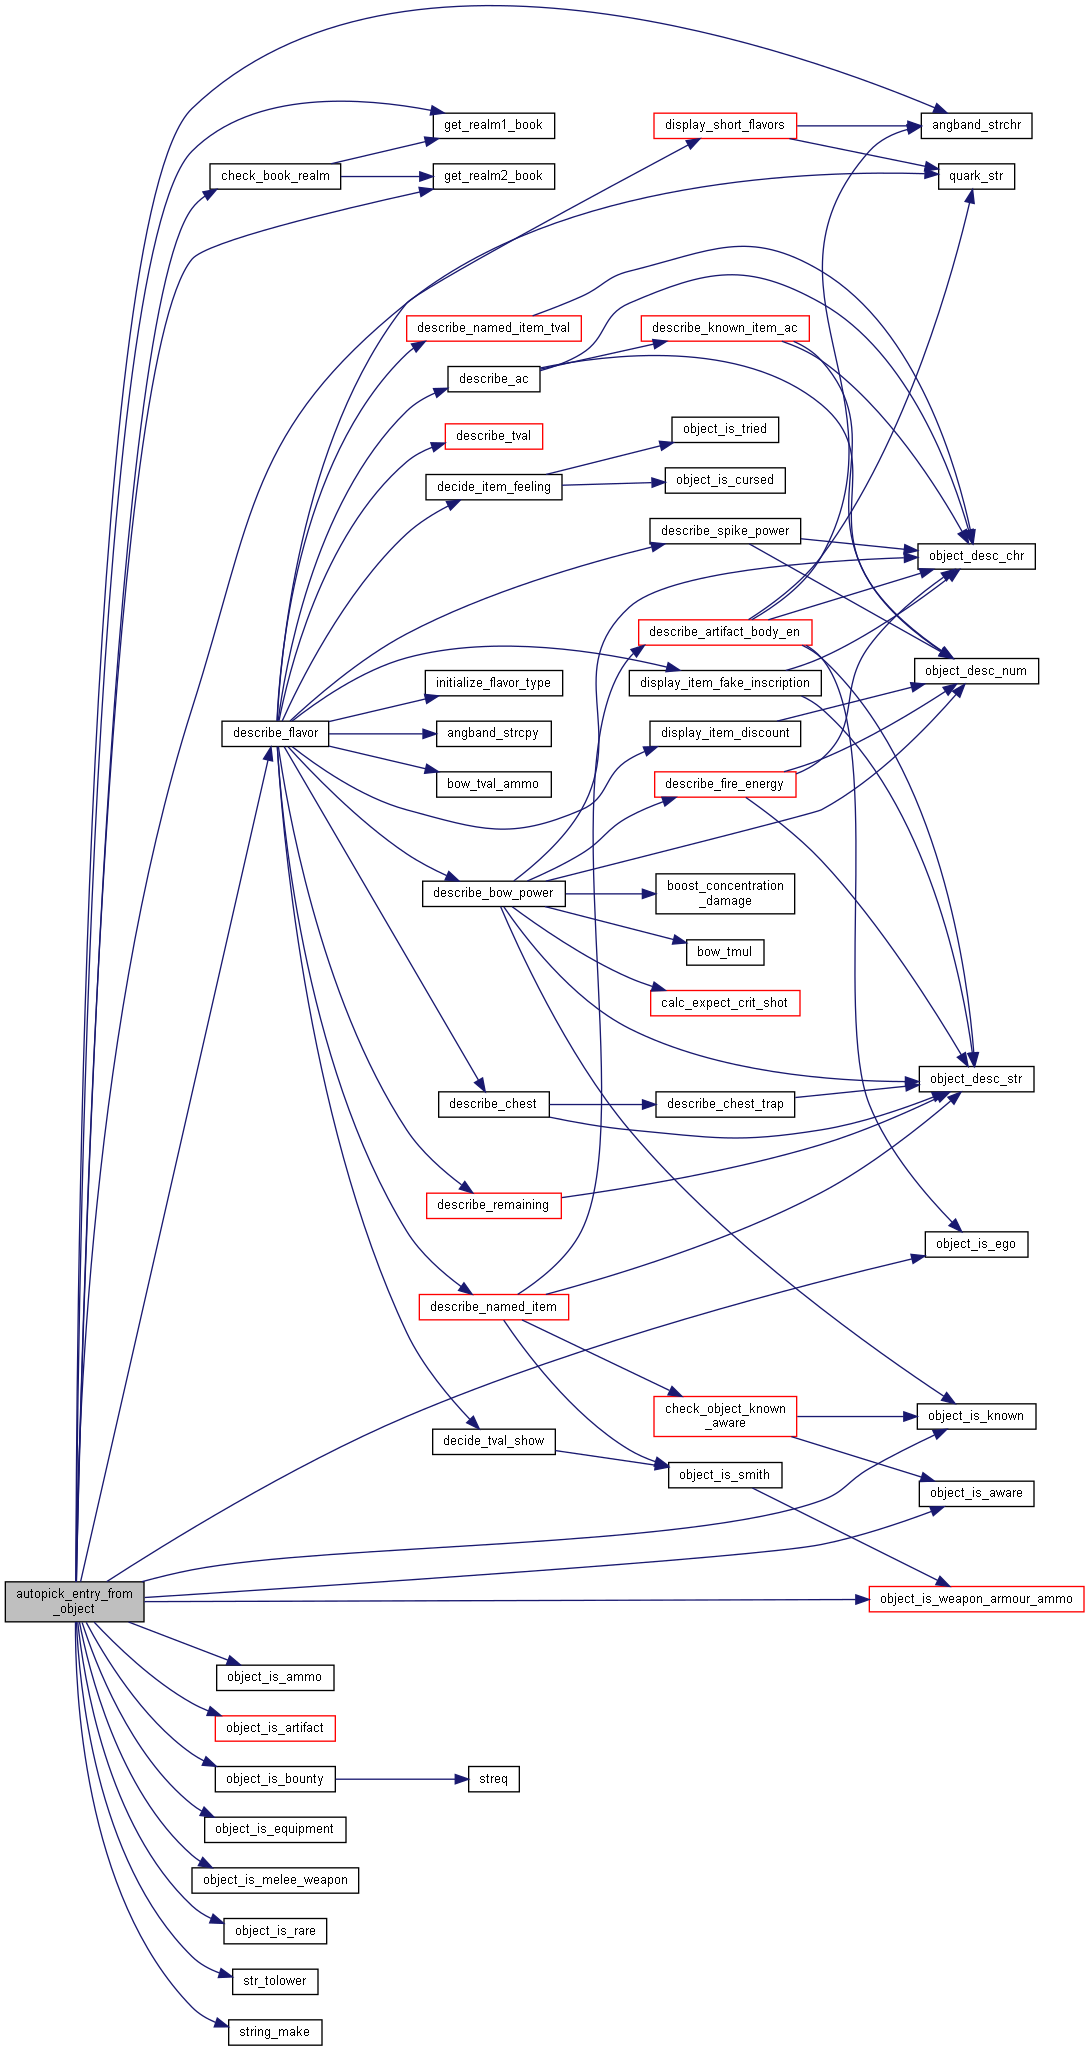 get_realm1_book
display_short_flavors
angband_strchr
check_book_realm
get_realm2_book
quark_str
describe_named_item_tval
describe_known_item_ac
describe_ac
object_is_tried
describe_tval
object_is_cursed
decide_item_feeling
describe_spike_power
object_desc_chr
describe_artifact_body_en
object_desc_num
initialize_flavor_type
display_item_fake_inscription
describe_flavor
angband_strcpy
display_item_discount
bow_tval_ammo
describe_fire_energy
describe_bow_power
boost_concentration
_damage
bow_tmul
calc_expect_crit_shot
object_desc_str
describe_chest
describe_chest_trap
describe_remaining
object_is_ego
describe_named_item
check_object_known
_aware
object_is_known
decide_tval_show
object_is_smith
object_is_aware
autopick_entry_from
_object
object_is_weapon_armour_ammo
object_is_ammo
object_is_artifact
object_is_bounty
streq
object_is_equipment
object_is_melee_weapon
object_is_rare
str_tolower
string_make